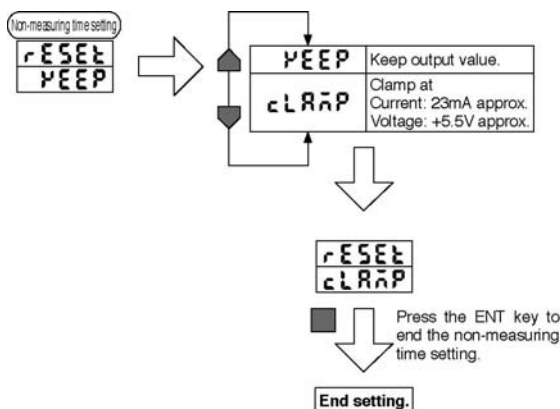 Non-measuring time setting
rESEt
KEEP
KEEP
Keep output value.
cLAmP
Clamp at
Current: 23mA approx.
Voltage: +5.5V approx.
rESEt
cLAmP
Press the ENT key to
end the non-measuring
time setting.
End setting.